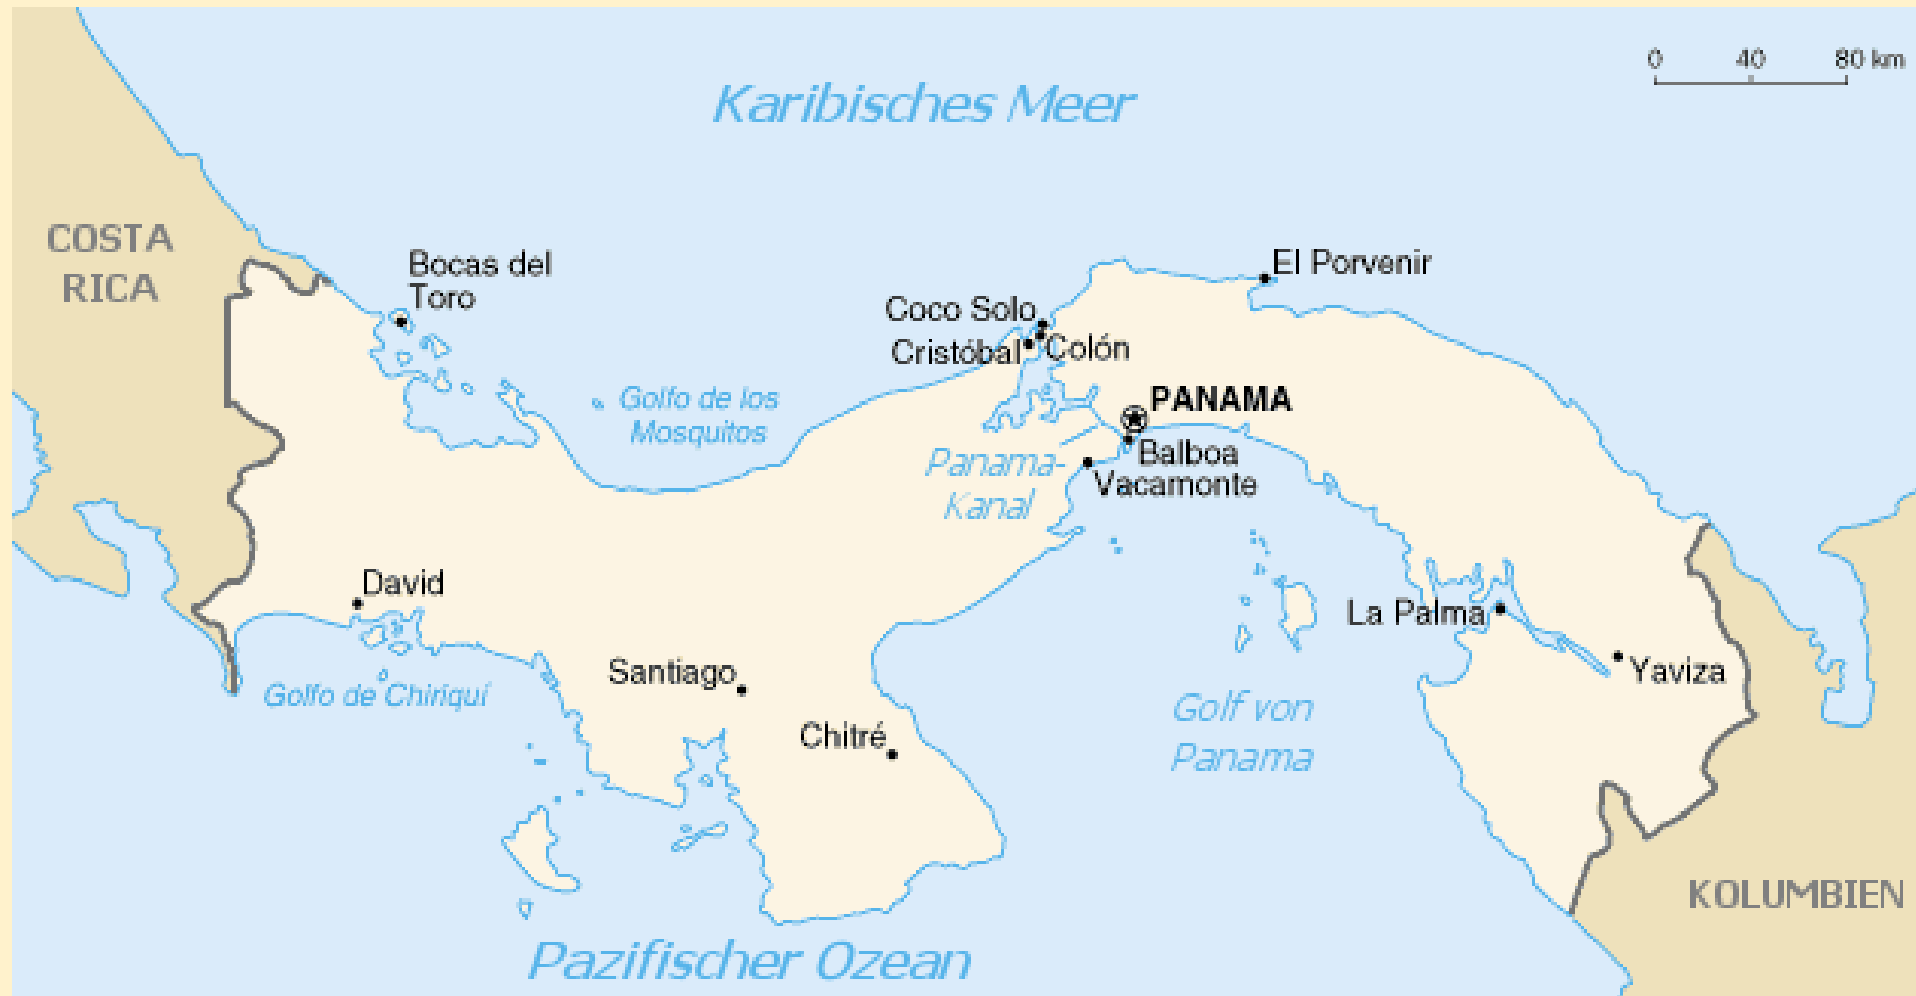 0 40 80 km
Karibisches Meer
COSTA
RICA
Bocas del
Toro
El Porvenir
Coco Solo
Cristóbal
Colón
Golfo de los
Mosquitos
PANAMA
Balboa
Panama-
Kanal
Vacamonte
David
La Palma
Santiago
Yaviza
Golfo de Chiriquí
Golf von
Panama
Chitré
KOLUMBIEN
Pazifischer Ozean